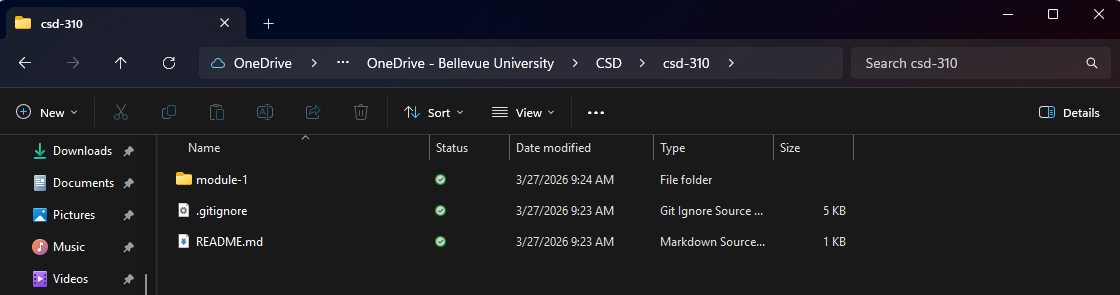 csd-310
OneDrive ··· OneDrive - Bellevue University CSD csd-310 Search csd-310
New Sort View ··· Details
Name Status Date modified Type Size
Downloads
Documents
Pictures
Music
Videos
module-1 3/27/2026 9:24 AM File folder
.gitignore 3/27/2026 9:23 AM Git Ignore Source ... 5 KB
README.md 3/27/2026 9:23 AM Markdown Source... 1 KB